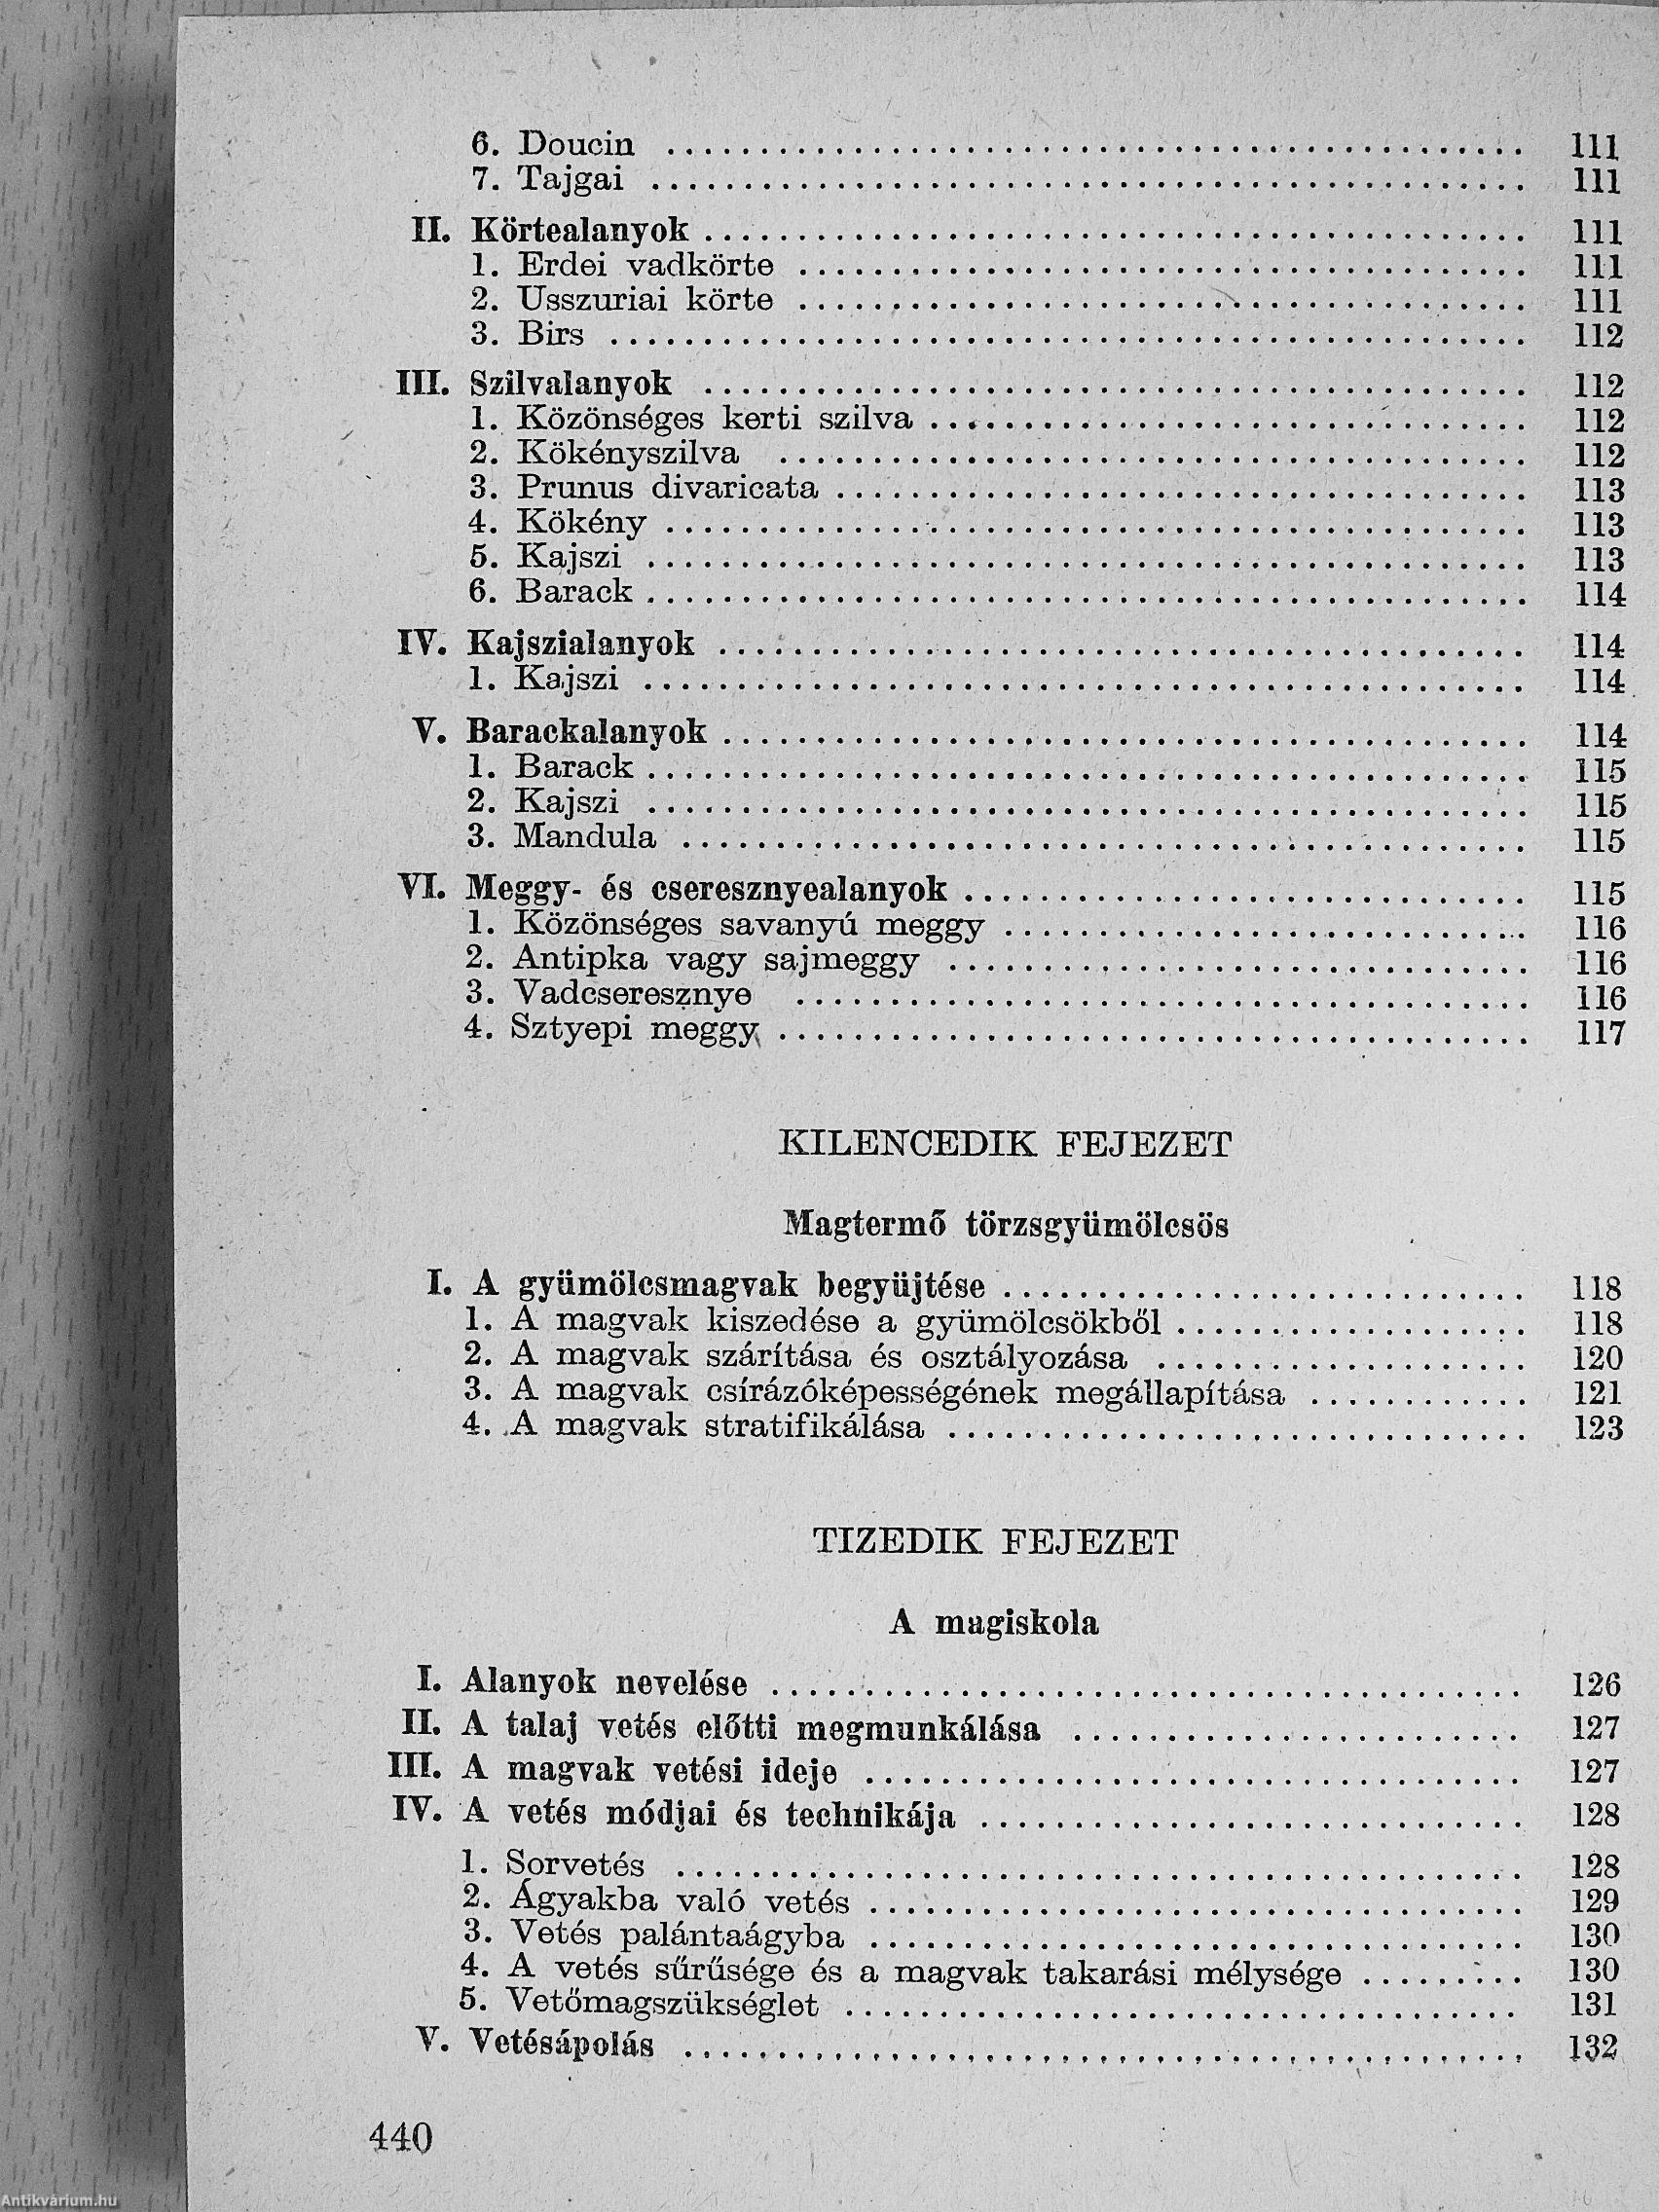 6. Doucin ........................................ 111
7. Tajgai ........................................ 111
II. Körtealanyok ........................................ 111
1. Erdei vadkörte ........................................ 111
2. Usszuriai körte ........................................ 111
3. Birs ........................................ 112
III. Szilvalanyok ........................................ 112
1. Közönséges kerti szilva ........................................ 112
2. Kökényszilva ........................................ 112
3. Prunus divaricata ........................................ 113
4. Kökény ........................................ 113
5. Kajszi ........................................ 113
6. Barack ........................................ 114
IV. Kajszialanyok ........................................ 114
1. Kajszi ........................................ 114
V. Barackalanyok ........................................ 114
1. Barack ........................................ 115
2. Kajszi ........................................ 115
3. Mandula ........................................ 115
VI. Meggy- és cseresznyealanyok ........................................ 115
1. Közönséges savanyú meggy ........................................ 116
2. Antipka vagy sajmeggy ........................................ 116
3. Vadcseresznye ........................................ 116
4. Sztyepi meggy ........................................ 117
KILENCEDIK FEJEZET
Magtermő törzsgyümölcsös
I. A gyümölcsmagvak begyüjtése ........................................ 118
1. A magvak kiszedése a gyümölcsökből ........................................ 118
2. A magvak szárítása és osztályozása ........................................ 120
3. A magvak csírázóképességének megállapítása ........................................ 121
4. A magvak stratifikálása ........................................ 123
TIZEDIK FEJEZET
A magiskola
I. Alanyok nevelése ........................................ 126
II. A talaj vetés előtti megmunkálása ........................................ 127
III. A magvak vetési ideje ........................................ 127
IV. A vetés módjai és technikája ........................................ 128
1. Sorvetés ........................................ 128
2. Ágyakba való vetés ........................................ 129
3. Vetés palántaágyba ........................................ 130
4. A vetés sűrűsége és a magvak takarási mélysége ......... 130
5. Vetőmagszükséglet ........................................ 131
V. Vetésápolás ........................................ 132
440
Antikvárium.hu